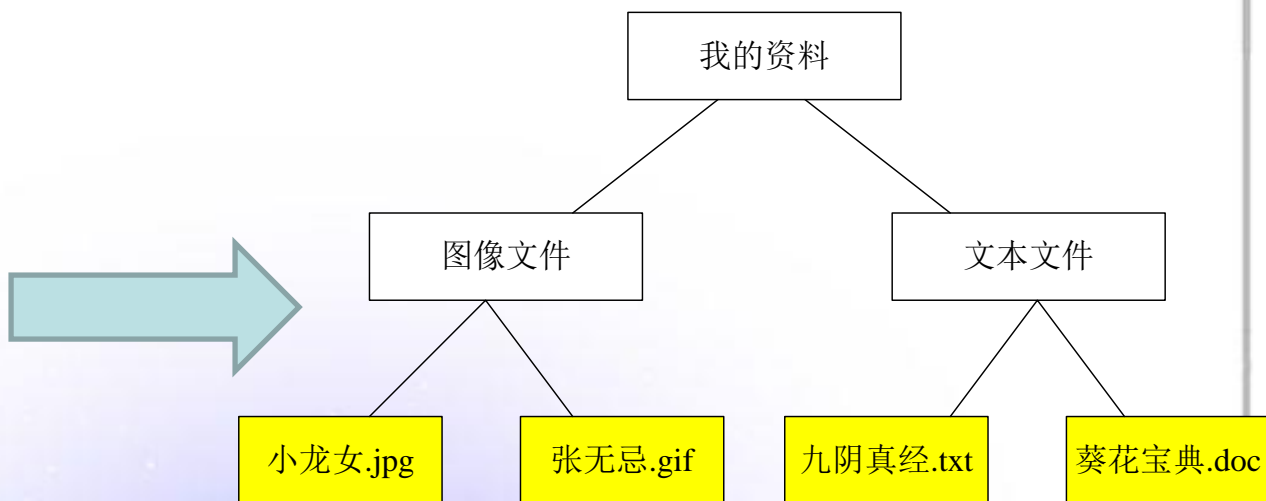 我的资料
图像文件
文本文件
小龙女.jpg
张无忌.gif
九阴真经.txt
葵花宝典.doc